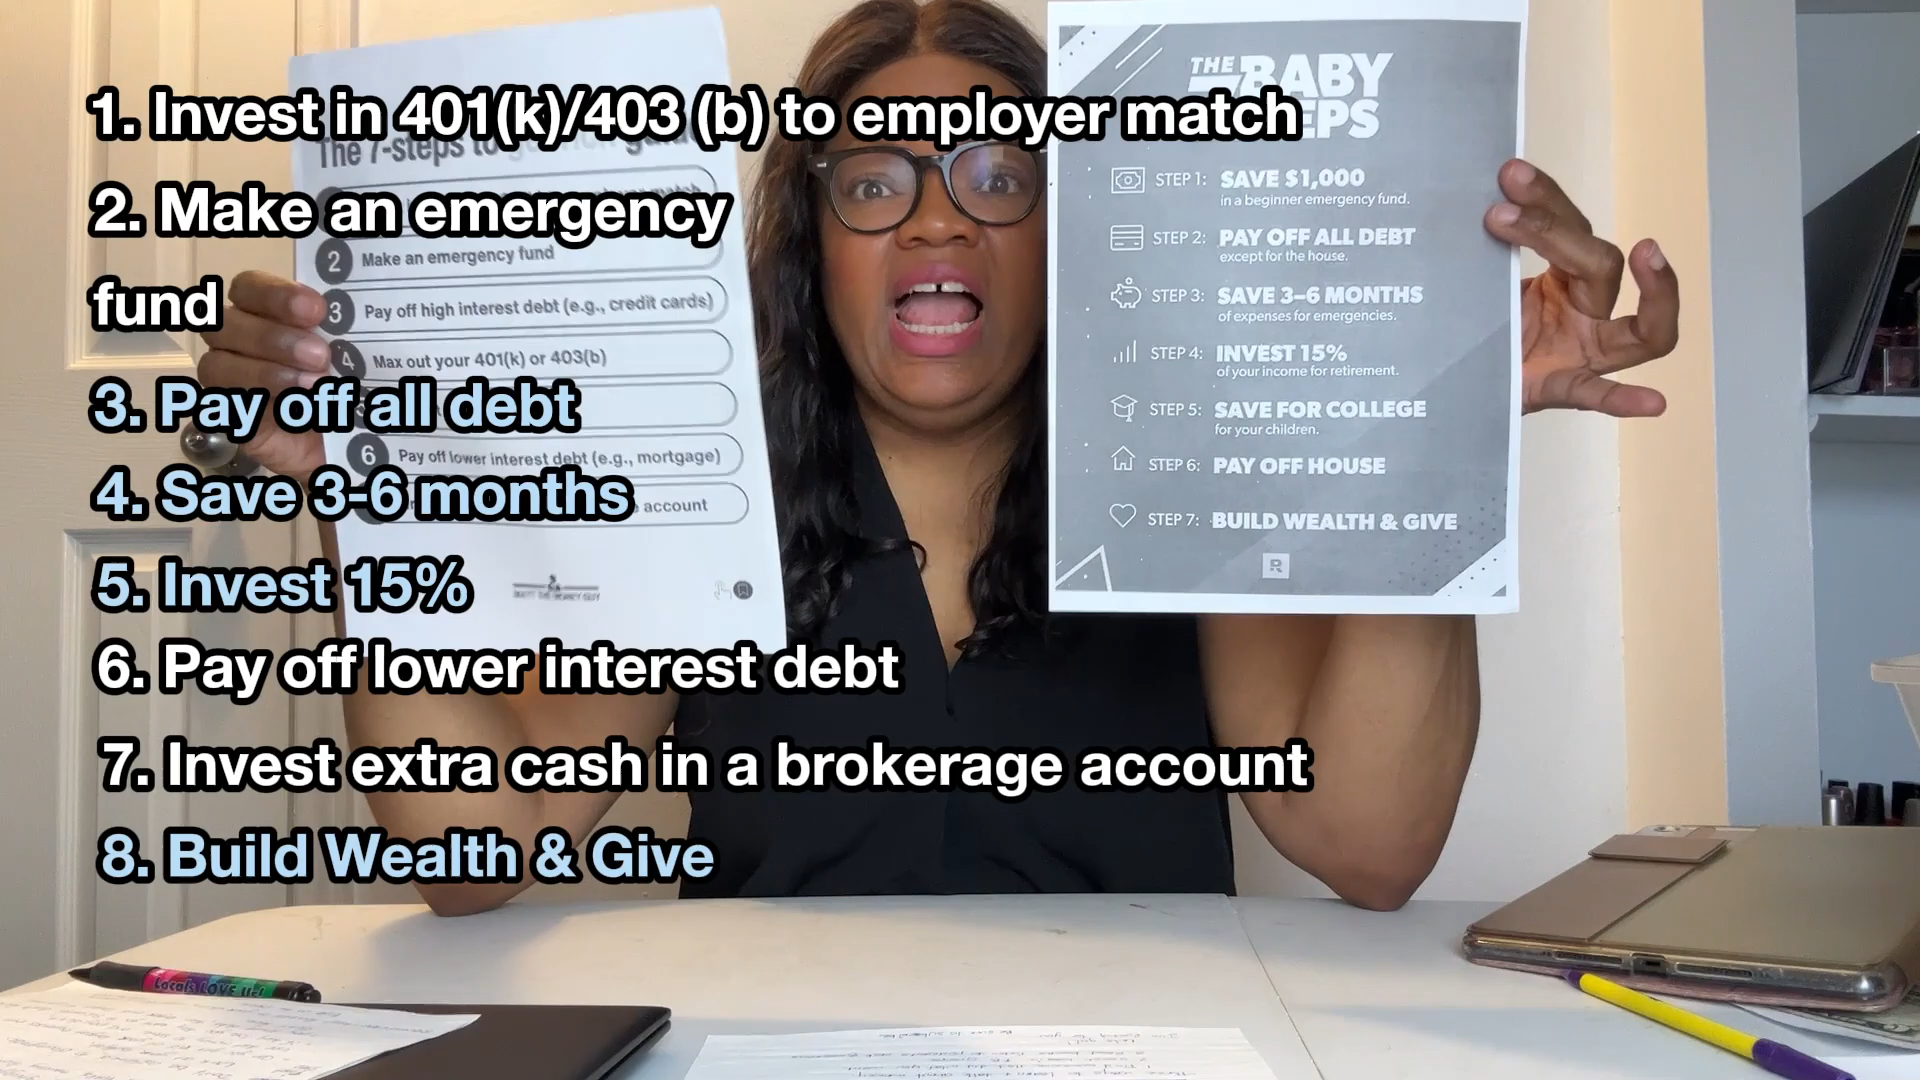 1. Invest in 401(k)/403 (b) to employer match
2. Make an emergency
fund
3. Pay off all debt
4. Save 3-6 months
5. Invest 15%
6. Pay off lower interest debt
7. Invest extra cash in a brokerage account
8. Build Wealth & Give
The 7-steps to
2 Make an emergency fund
3 Pay off high interest debt (e.g., credit cards)
4 Max out your 401(k) or 403(b)
6 Pay off lower interest debt (e.g., mortgage)
account
THE BABY
EPS
STEP 1: SAVE $1,000
in a beginner emergency fund.
STEP 2: PAY OFF ALL DEBT
except for the house.
STEP 3: SAVE 3–6 MONTHS
of expenses for emergencies.
STEP 4: INVEST 15%
of your income for retirement.
STEP 5: SAVE FOR COLLEGE
for your children.
STEP 6: PAY OFF HOUSE
STEP 7: BUILD WEALTH & GIVE
R
Locals LOVE Us!